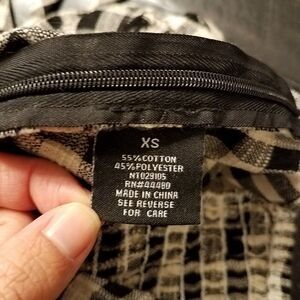 XS
55% COTTON
45% POLYESTER
NT029105
RN#44480
MADE IN CHINA
SEE REVERSE
FOR CARE